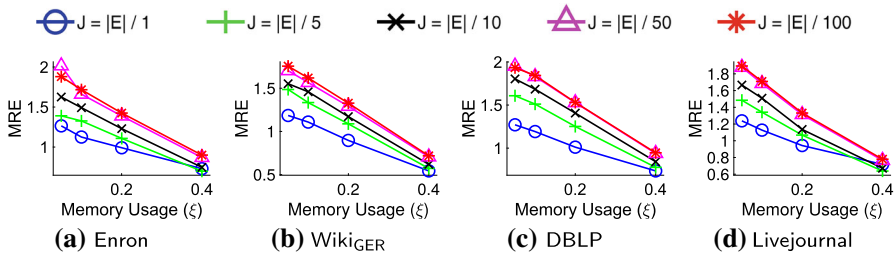 J = |E| / 1 J = |E| / 5 J = |E| / 10 J = |E| / 50 J = |E| / 100
MRE
2
1.5
1
0.2 0.4
Memory Usage (ξ)
(a) Enron
MRE
1.5
1
0.5
0.2 0.4
Memory Usage (ξ)
(b) WikiGER
MRE
2
1.5
1
0.2 0.4
Memory Usage (ξ)
(c) DBLP
MRE
1.8
1.6
1.4
1.2
1
0.8
0.6
0.2 0.4
Memory Usage (ξ)
(d) Livejournal